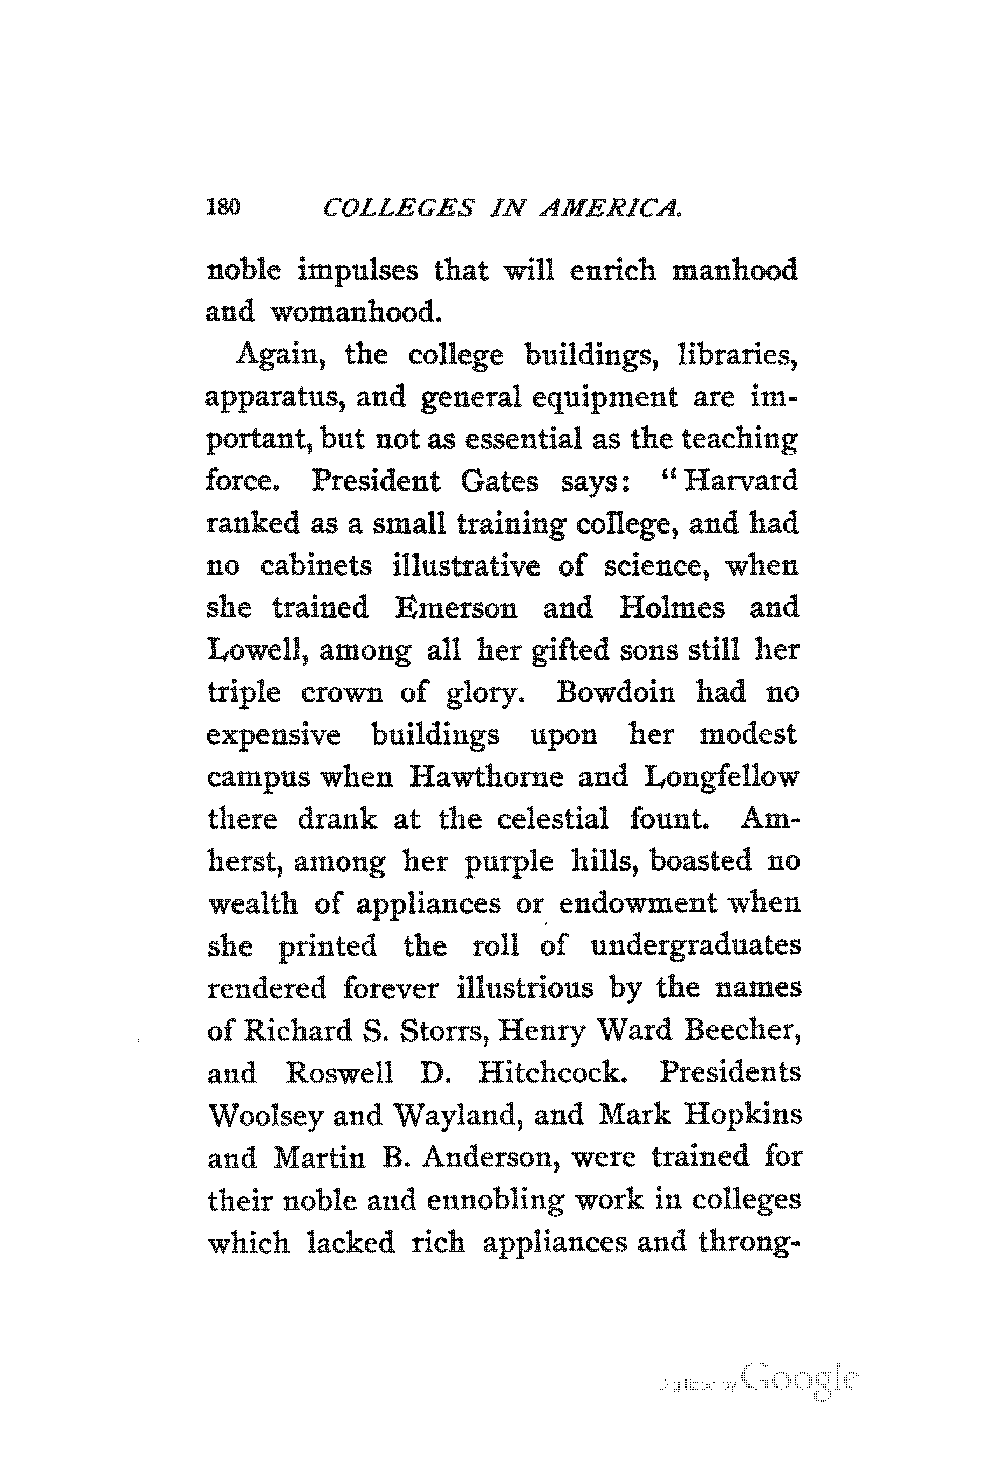 180 COLLEGES IN AMERICA.
noble impulses that will enrich manhood
and womanhood.
Again, the college buildings, libraries,
apparatus, and general equipment are im-
portant, but not as essential as the teaching
force. President Gates says: “Harvard
ranked as a small training college, and had
no cabinets illustrative of science, when
she trained Emerson and Holmes and
Lowell, among all her gifted sons still her
triple crown of glory. Bowdoin had no
expensive buildings upon her modest
campus when Hawthorne and Longfellow
there drank at the celestial fount. Am-
herst, among her purple hills, boasted no
wealth of appliances or endowment when
she printed the roll of undergraduates
rendered forever illustrious by the names
of Richard S. Storrs, Henry Ward Beecher,
and Roswell D. Hitchcock. Presidents
Woolsey and Wayland, and Mark Hopkins
and Martin B. Anderson, were trained for
their noble and ennobling work in colleges
which lacked rich appliances and throng-
Digitized by Google